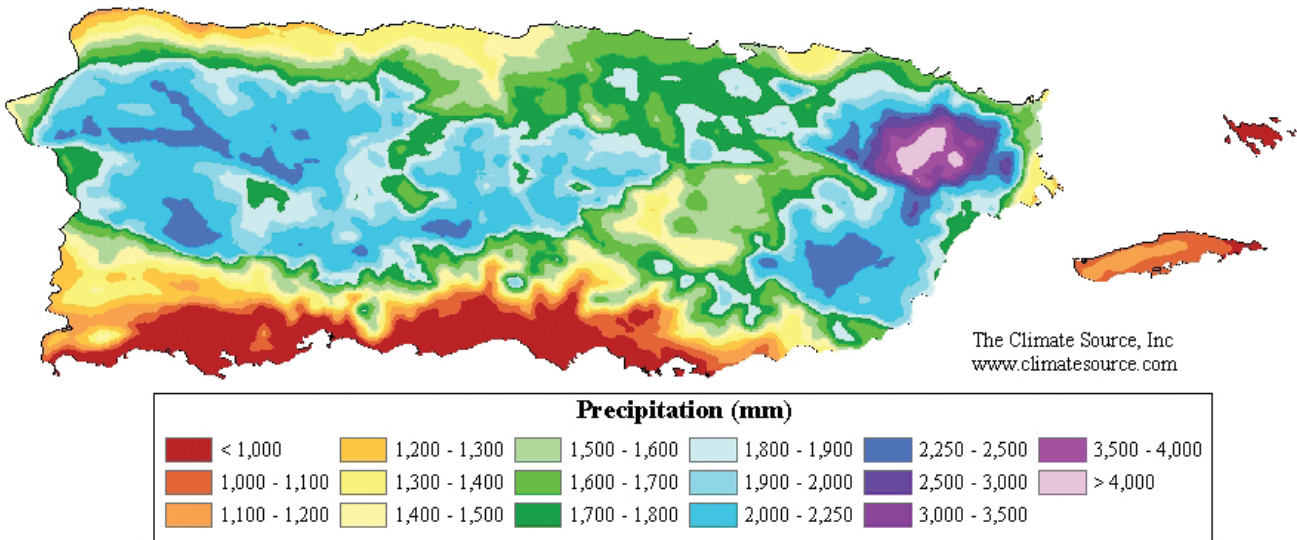 The Climate Source, Inc
www.climatesource.com
Precipitation (mm)
< 1,000 1,200 - 1,300 1,500 - 1,600 1,800 - 1,900 2,250 - 2,500 3,500 - 4,000
1,000 - 1,100 1,300 - 1,400 1,600 - 1,700 1,900 - 2,000 2,500 - 3,000 > 4,000
1,100 - 1,200 1,400 - 1,500 1,700 - 1,800 2,000 - 2,250 3,000 - 3,500